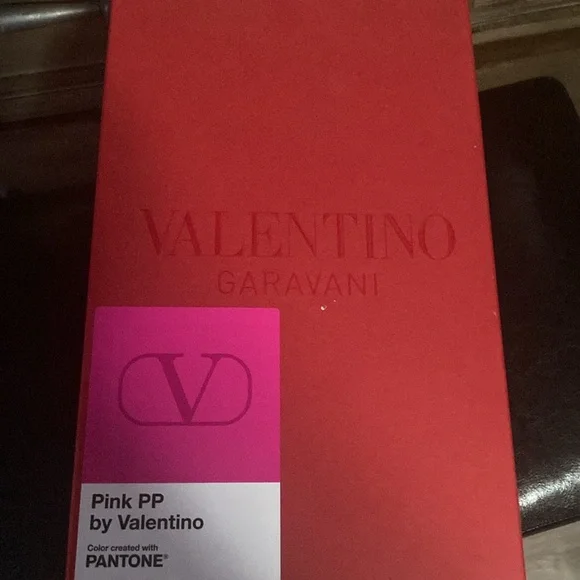 VALENTINO
GARAVANI
V
Pink PP
by Valentino
Color created with
PANTONE®